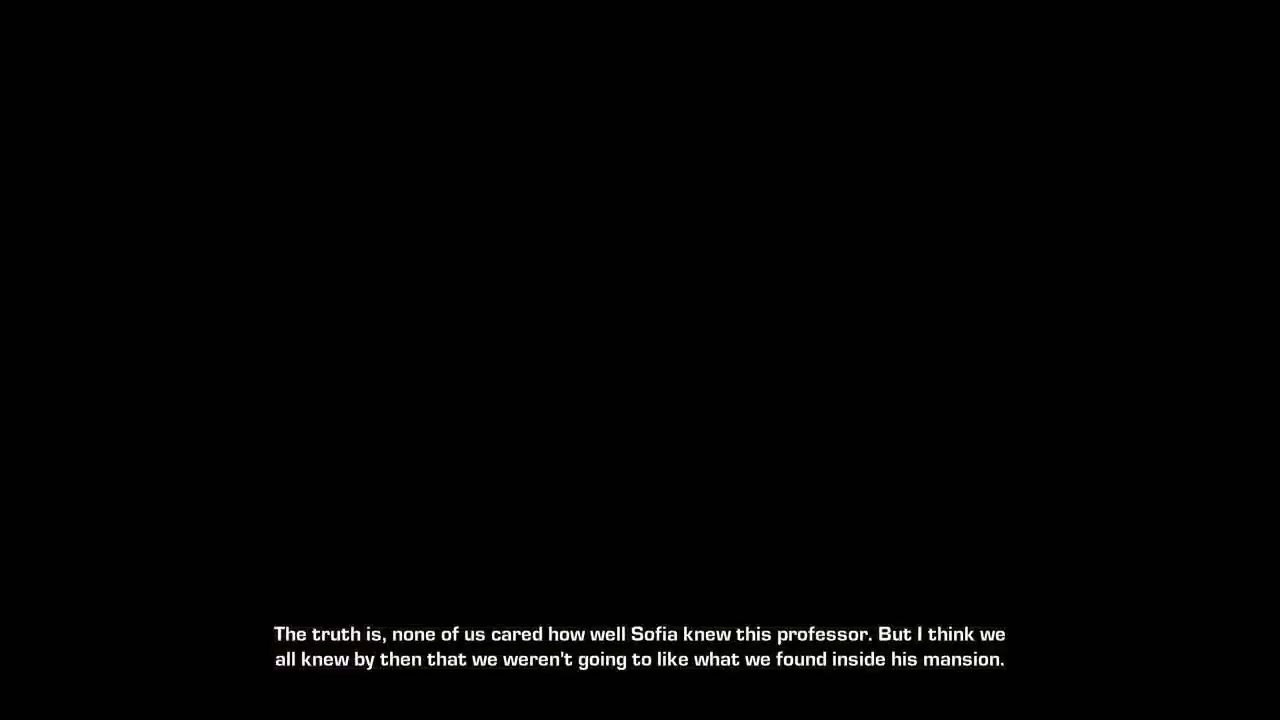 The truth is, none of us cared how well Sofia knew this professor. But I think we
all knew by then that we weren't going to like what we found inside his mansion.